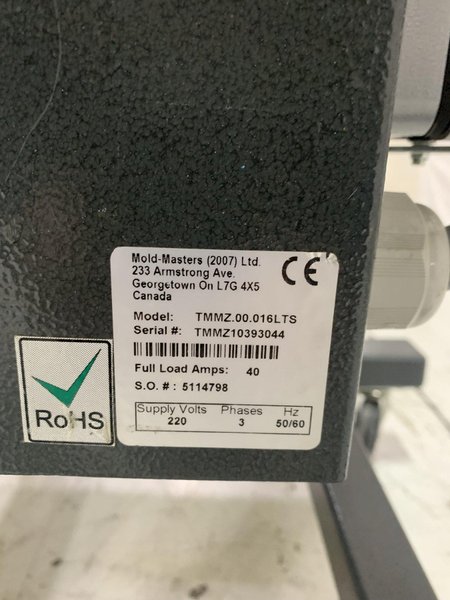 Mold-Masters (2007) Ltd.
233 Armstrong Ave.
Georgetown On L7G 4X5
Canada
CE
Model: TMMZ.00.016LTS
Serial #: TMMZ10393044
Full Load Amps: 40
S.O. # : 5114798
Supply Volts Phases Hz
220 3 50/60
RoHS